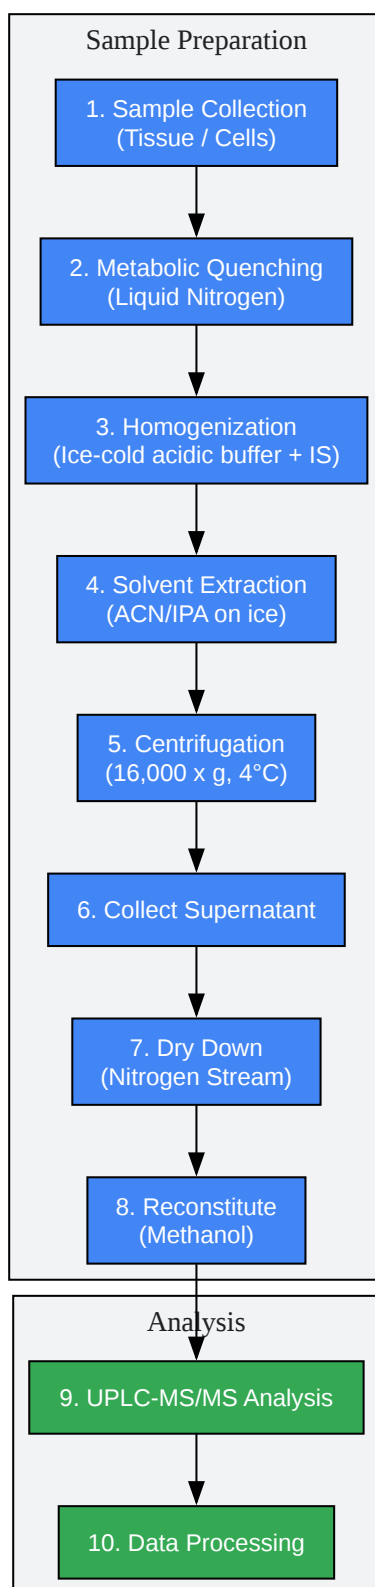 Sample Preparation
1. Sample Collection
(Tissue / Cells)
2. Metabolic Quenching
(Liquid Nitrogen)
3. Homogenization
(Ice-cold acidic buffer + IS)
4. Solvent Extraction
(ACN/IPA on ice)
5. Centrifugation
(16,000 x g, 4°C)
6. Collect Supernatant
7. Dry Down
(Nitrogen Stream)
8. Reconstitute
(Methanol)
Analysis
9. UPLC-MS/MS Analysis
10. Data Processing